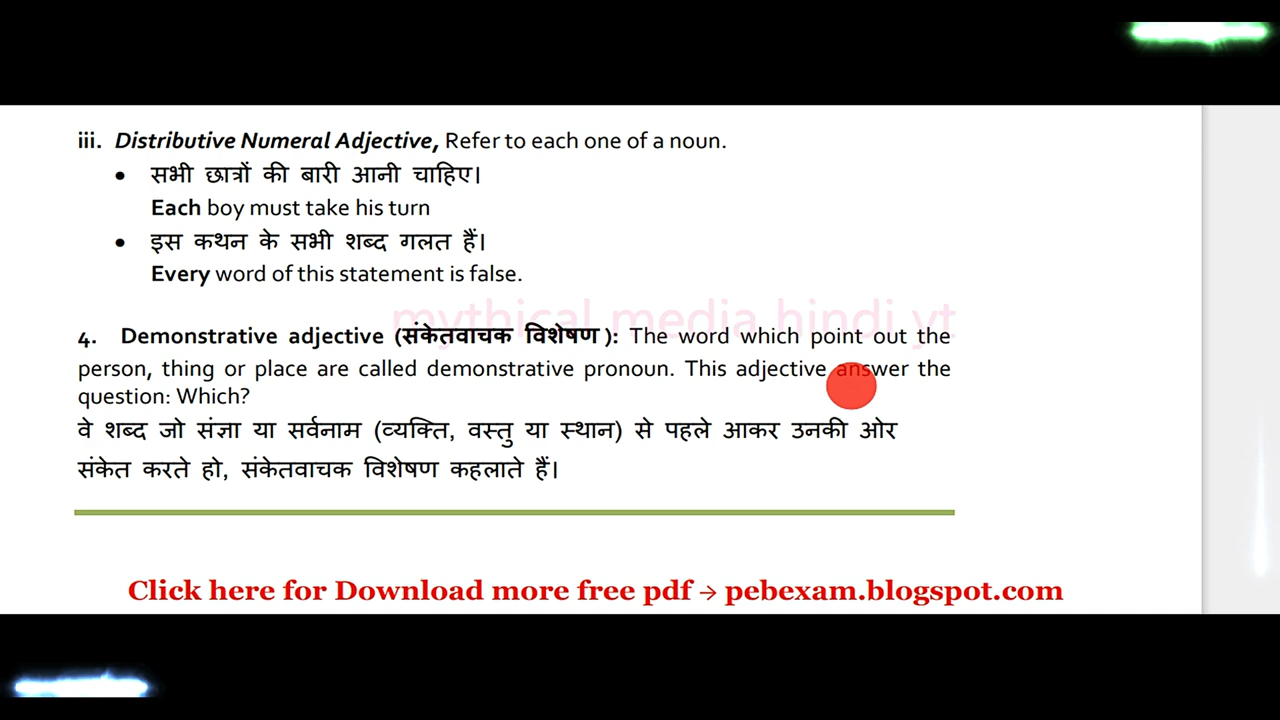 iii. Distributive Numeral Adjective, Refer to each one of a noun.
• सभी छात्रों की बारी आनी चाहिए।
Each boy must take his turn
• इस कथन के सभी शब्द गलत हैं।
Every word of this statement is false.
mythical media hindi yt
4. Demonstrative adjective (संकेतवाचक विशेषण ): The word which point out the
person, thing or place are called demonstrative pronoun. This adjective answer the
question: Which?
वे शब्द जो संज्ञा या सर्वनाम (व्यक्ति, वस्तु या स्थान) से पहले आकर उनकी ओर
संकेत करते हो, संकेतवाचक विशेषण कहलाते हैं।
Click here for Download more free pdf → pebexam.blogspot.com